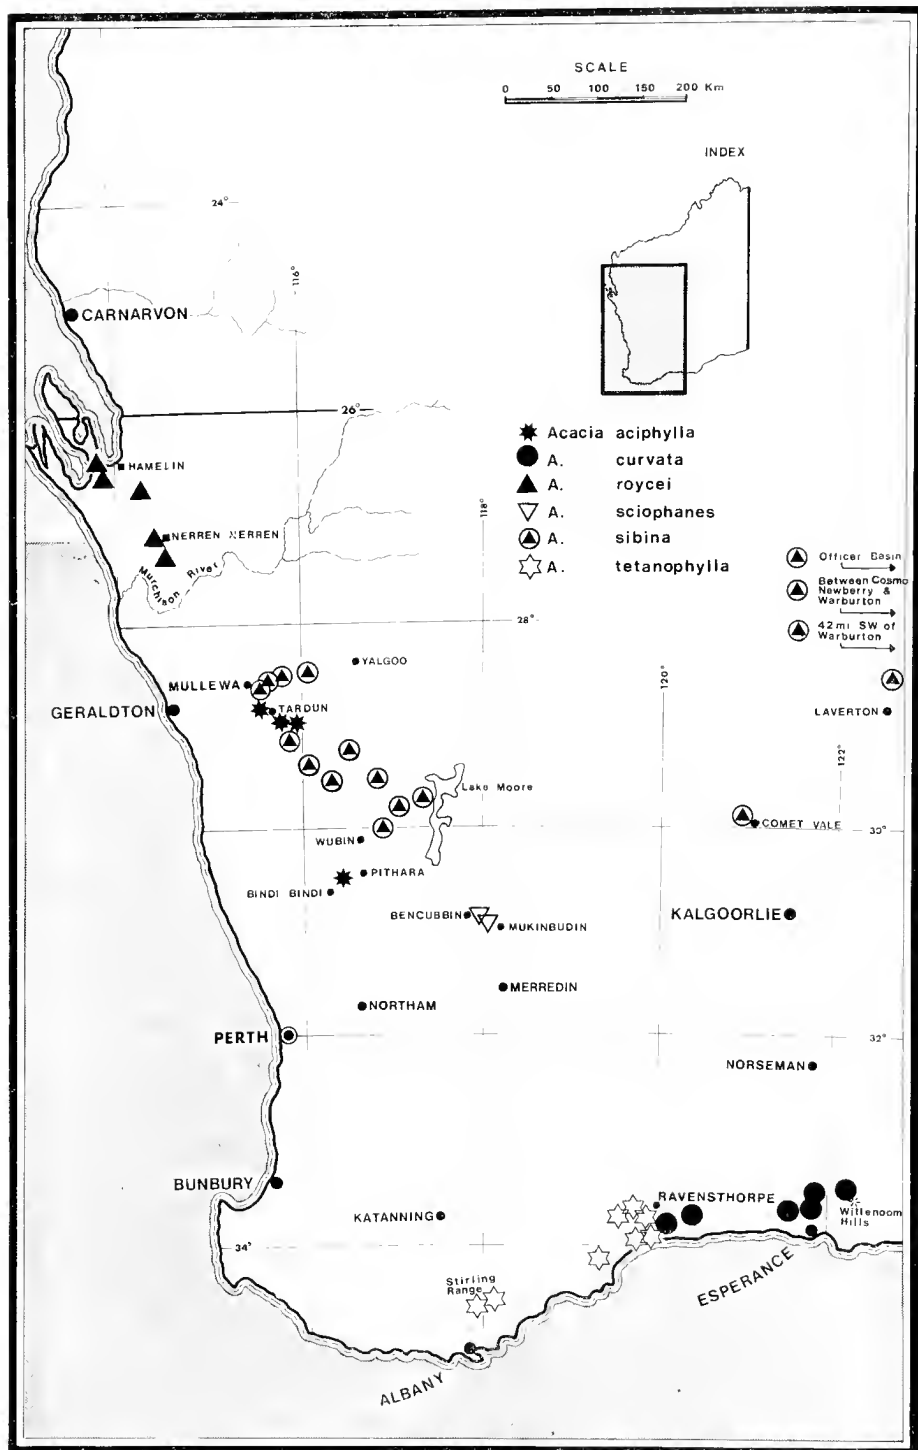 SCALE
0 50 100 150 200 Km
INDEX
24°
116°
CARNARVON
26°
Acacia aciphylla
A. curvata
A. roycei
A. sciophanes
A. sibina
A. tetanophylla
HAMELIN
118°
NERREN NERREN
Murchison River
Officer Basin
Between Cosmo
Newberry &
Warburton
42mi SW of
Warburton
28°
YALGOO
120°
MULLEWA
TARDUN
GERALDTON
LAVERTON
122°
Lake Moore
COMET VALE
30°
WUBIN
PITHARA
BINDI BINDI
BENCUBBIN
MUKINBUDIN
KALGOORLIE
MERREDIN
NORTHAM
PERTH
32°
NORSEMAN
BUNBURY
RAVENSTHORPE
Wittenoom
Hills
KATANNING
34°
Stirling
Range
ESPERANCE
ALBANY